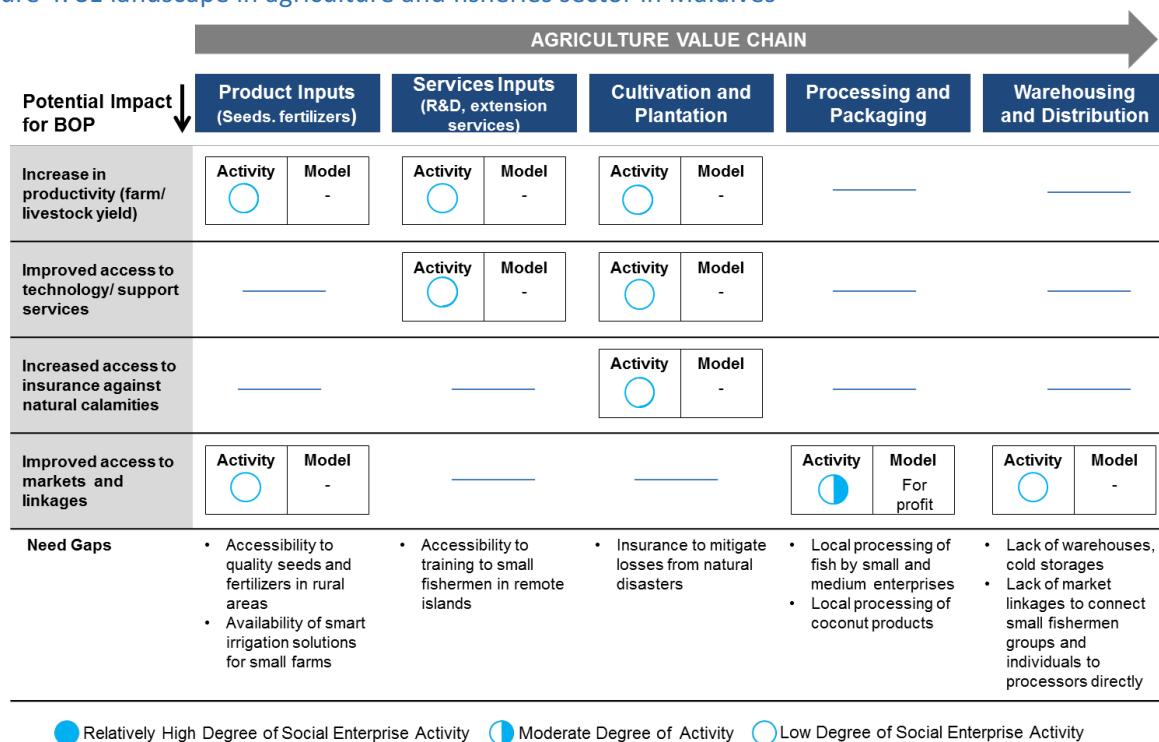 landscape in agriculture and fisheries sector in Maldives
AGRICULTURE VALUE CHAIN
Potential Impact
for BOP
Product Inputs
(Seeds. fertilizers)
Services Inputs
(R&D, extension
services)
Cultivation and
Plantation
Processing and
Packaging
Warehousing
and Distribution
Increase in
productivity (farm/
livestock yield)
Activity Model
-
Activity Model
-
Activity Model
-
Improved access to
technology/ support
services
Activity Model
-
Activity Model
-
Increased access to
insurance against
natural calamities
Activity Model
-
Improved access to
markets and
linkages
Activity Model
-
Activity Model
For
profit
Activity Model
-
Need Gaps
• Accessibility to
quality seeds and
fertilizers in rural
areas
• Availability of smart
irrigation solutions
for small farms
• Accessibility to
training to small
fishermen in remote
islands
• Insurance to mitigate
losses from natural
disasters
• Local processing of
fish by small and
medium enterprises
• Local processing of
coconut products
• Lack of warehouses,
cold storages
• Lack of market
linkages to connect
small fishermen
groups and
individuals to
processors directly
Relatively High Degree of Social Enterprise Activity Moderate Degree of Activity Low Degree of Social Enterprise Activity